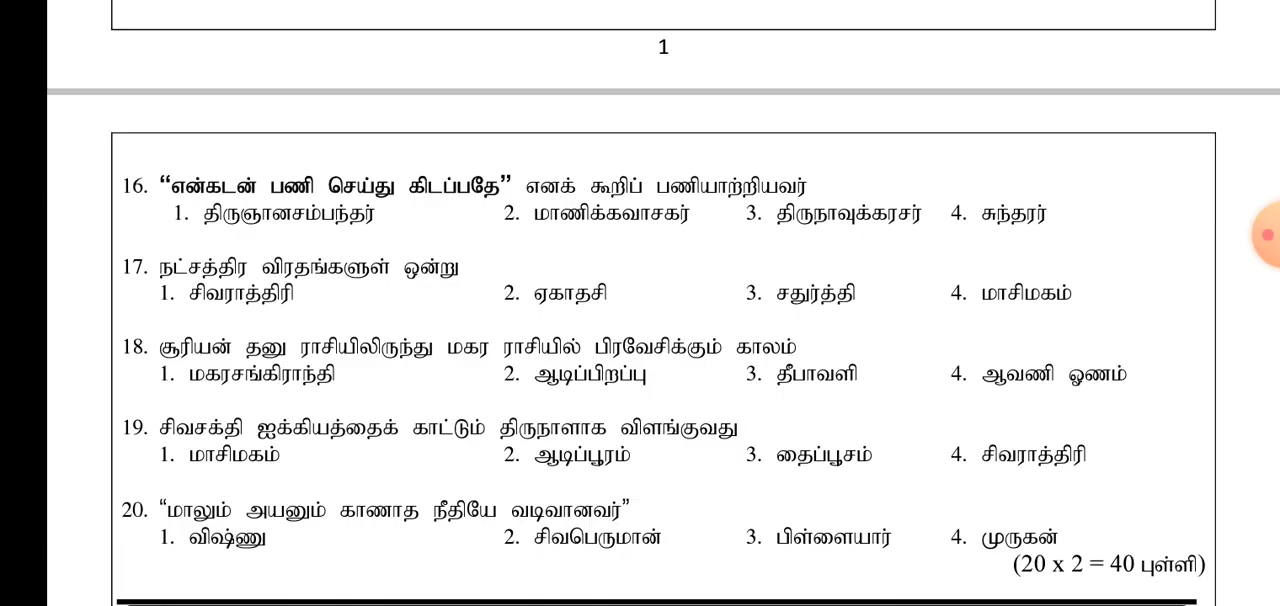 1
16. “என்கடன் பணி செய்து கிடப்பதே” எனக் கூறிப் பணியாற்றியவர்
1. திருஞானசம்பந்தர் 2. மாணிக்கவாசகர் 3. திருநாவுக்கரசர் 4. சுந்தரர்
17. நட்சத்திர விரதங்களுள் ஒன்று
1. சிவராத்திரி 2. ஏகாதசி 3. சதுர்த்தி 4. மாசிமகம்
18. சூரியன் தனு ராசியிலிருந்து மகர ராசியில் பிரவேசிக்கும் காலம்
1. மகரசங்கிராந்தி 2. ஆடிப்பிறப்பு 3. தீபாவளி 4. ஆவணி ஓணம்
19. சிவசக்தி ஐக்கியத்தைக் காட்டும் திருநாளாக விளங்குவது
1. மாசிமகம் 2. ஆடிப்பூரம் 3. தைப்பூசம் 4. சிவராத்திரி
20. “மாலும் அயனும் காணாத நீதியே வடிவானவர்”
1. விஷ்ணு 2. சிவபெருமான் 3. பிள்ளையார் 4. முருகன்
(20 x 2 = 40 புள்ளி)